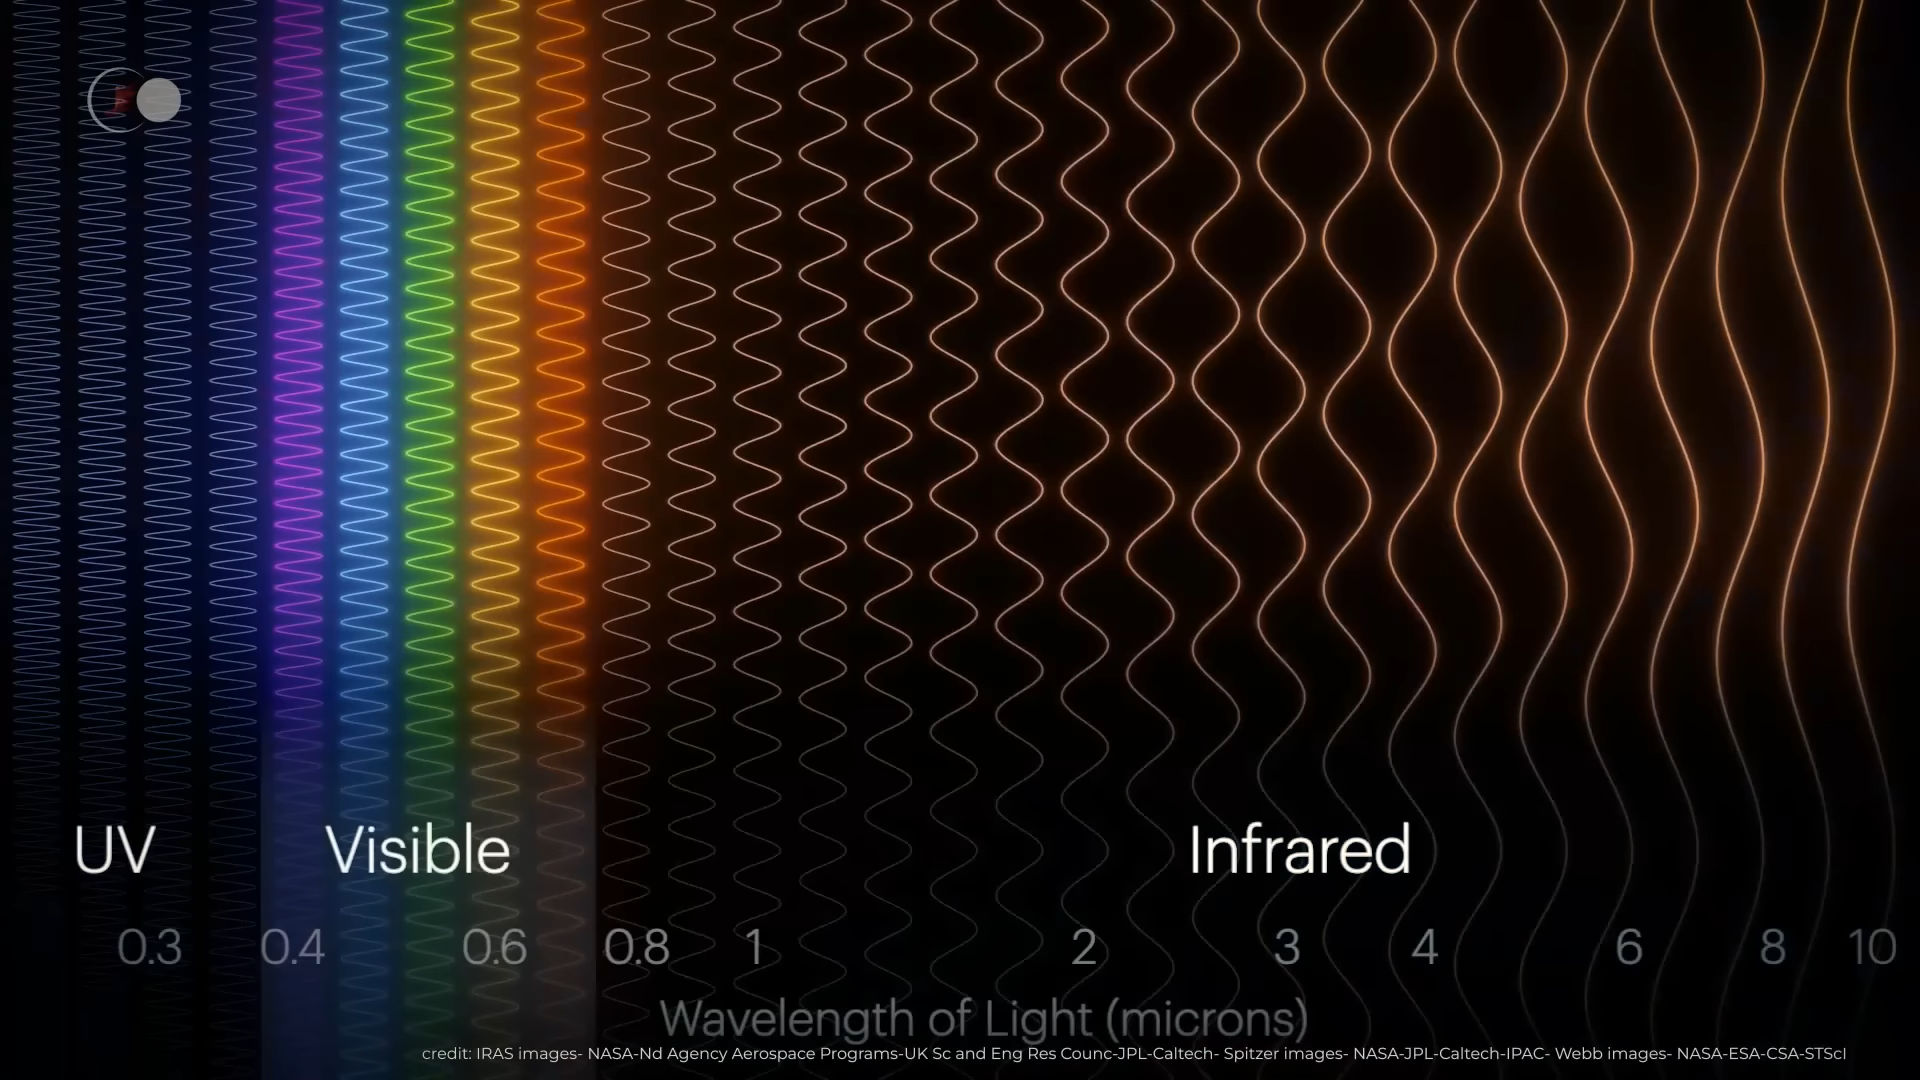 UV Visible Infrared
0.3 0.4 0.6 0.8 1 2 3 4 6 8 10
Wavelength of Light (microns)
credit: IRAS images- NASA-Nd Agency Aerospace Programs-UK Sc and Eng Res Counc-JPL-Caltech- Spitzer images- NASA-JPL-Caltech-IPAC- Webb images- NASA-ESA-CSA-STScI